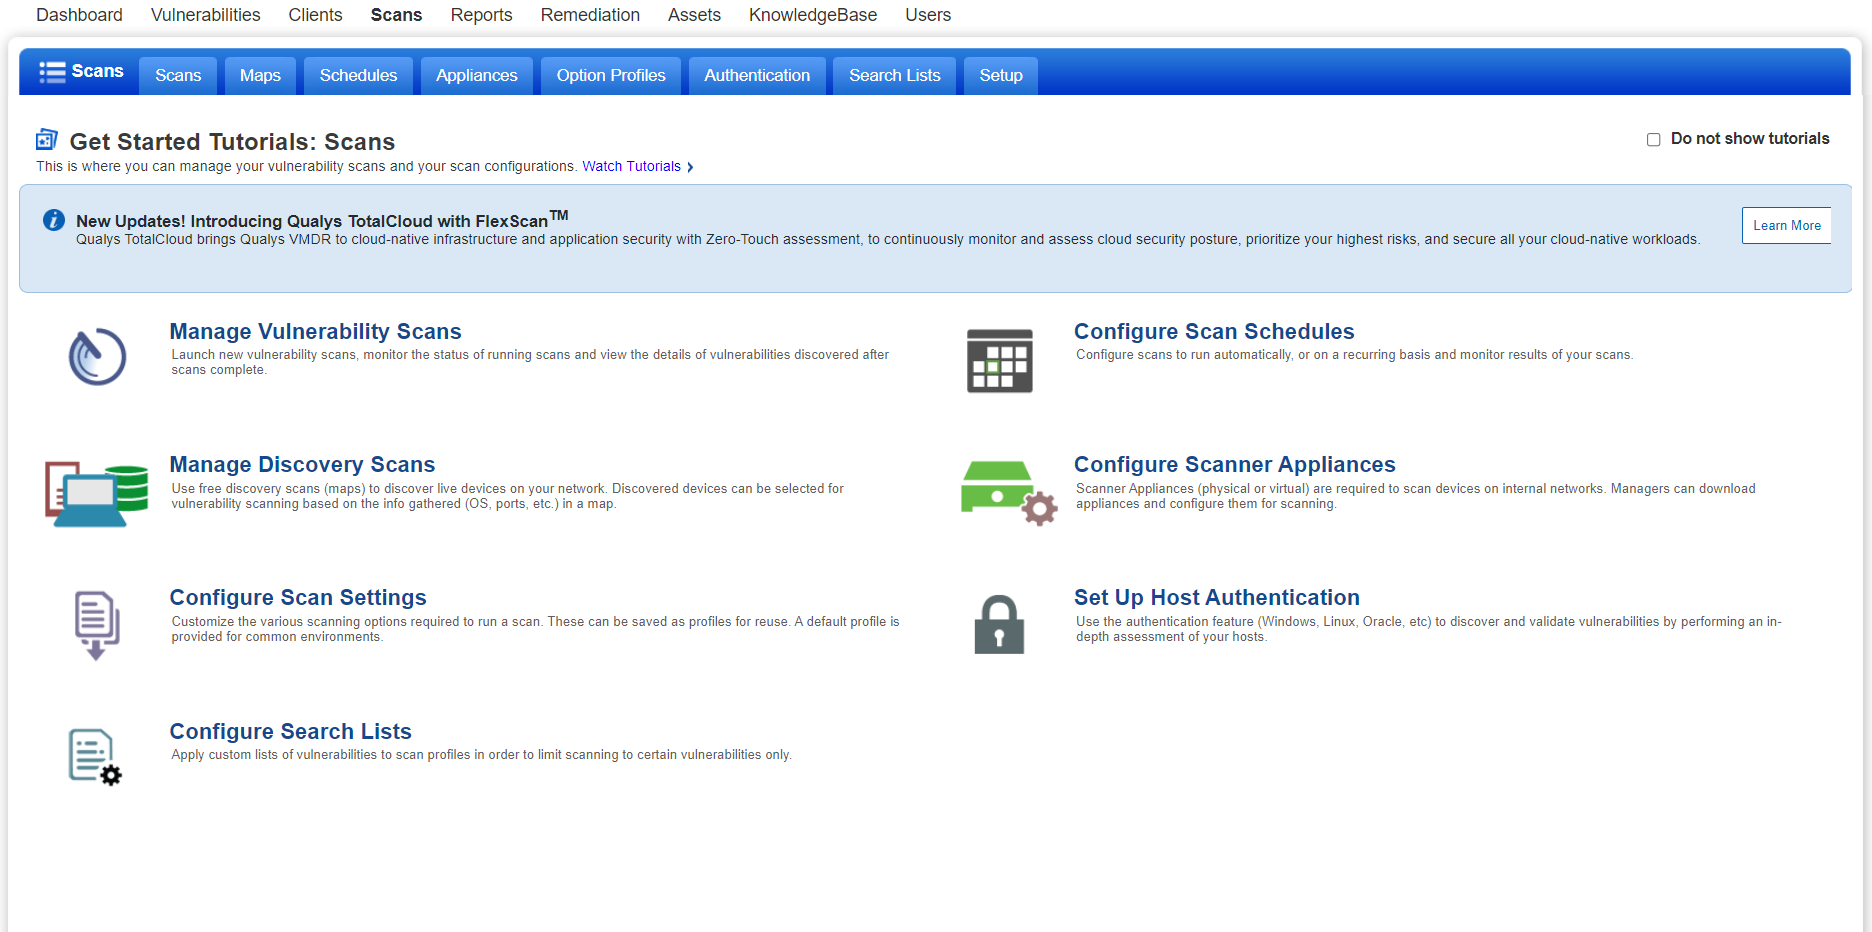 Dashboard Vulnerabilities Clients Scans Reports Remediation Assets KnowledgeBase Users
Scans Scans Maps Schedules Appliances Option Profiles Authentication Search Lists Setup
Get Started Tutorials: Scans
Do not show tutorials
This is where you can manage your vulnerability scans and your scan configurations. Watch Tutorials
New Updates! Introducing Qualys TotalCloud with FlexScan™
Qualys TotalCloud brings Qualys VMDR to cloud-native infrastructure and application security with Zero-Touch assessment, to continuously monitor and assess cloud security posture, prioritize your highest risks, and secure all your cloud-native workloads.
Learn More
Manage Vulnerability Scans
Launch new vulnerability scans, monitor the status of running scans and view the details of vulnerabilities discovered after
scans complete.
Configure Scan Schedules
Configure scans to run automatically, or on a recurring basis and monitor results of your scans.
Manage Discovery Scans
Use free discovery scans (maps) to discover live devices on your network. Discovered devices can be selected for
vulnerability scanning based on the info gathered (OS, ports, etc.) in a map.
Configure Scanner Appliances
Scanner Appliances (physical or virtual) are required to scan devices on internal networks. Managers can download
appliances and configure them for scanning.
Configure Scan Settings
Customize the various scanning options required to run a scan. These can be saved as profiles for reuse. A default profile is
provided for common environments.
Set Up Host Authentication
Use the authentication feature (Windows, Linux, Oracle, etc) to discover and validate vulnerabilities by performing an in-
depth assessment of your hosts.
Configure Search Lists
Apply custom lists of vulnerabilities to scan profiles in order to limit scanning to certain vulnerabilities only.